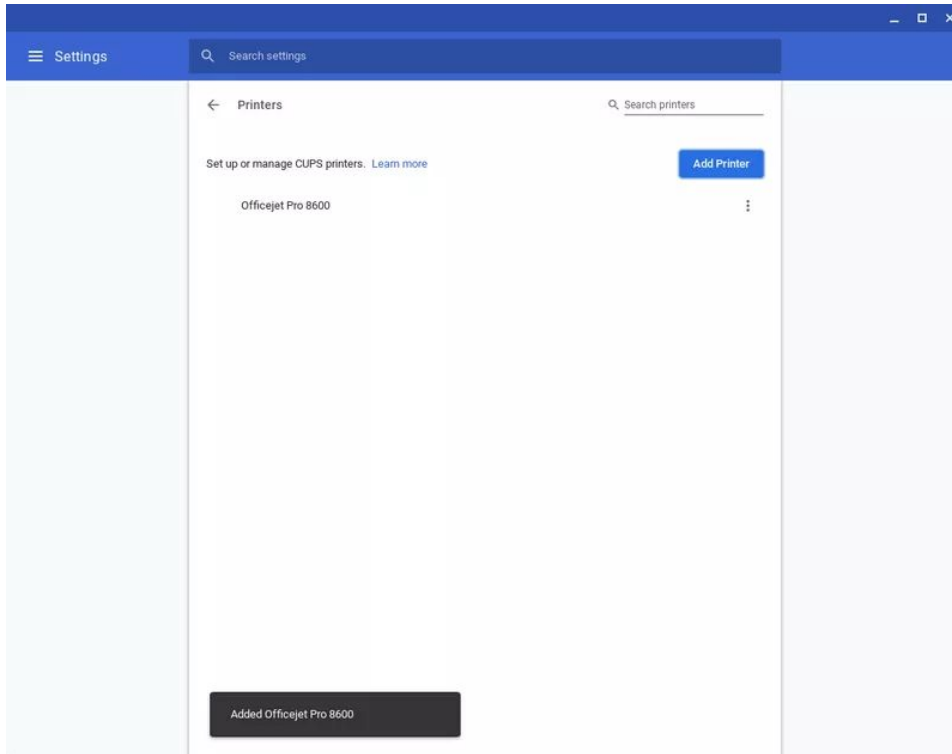 Settings
Search settings
Printers
Search printers
Set up or manage CUPS printers. Learn more
Add Printer
Officejet Pro 8600
Added Officejet Pro 8600